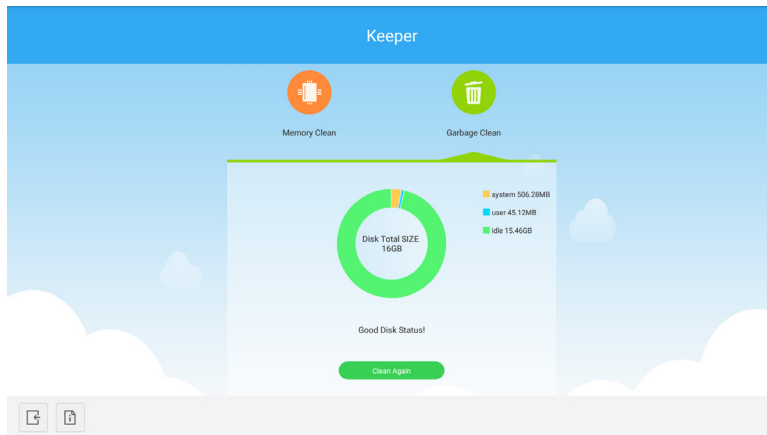 Keeper
Memory Clean
Garbage Clean
system 506.28MB
user 45.12MB
idle 15.46GB
Disk Total SIZE
16GB
Good Disk Status!
Clean Again